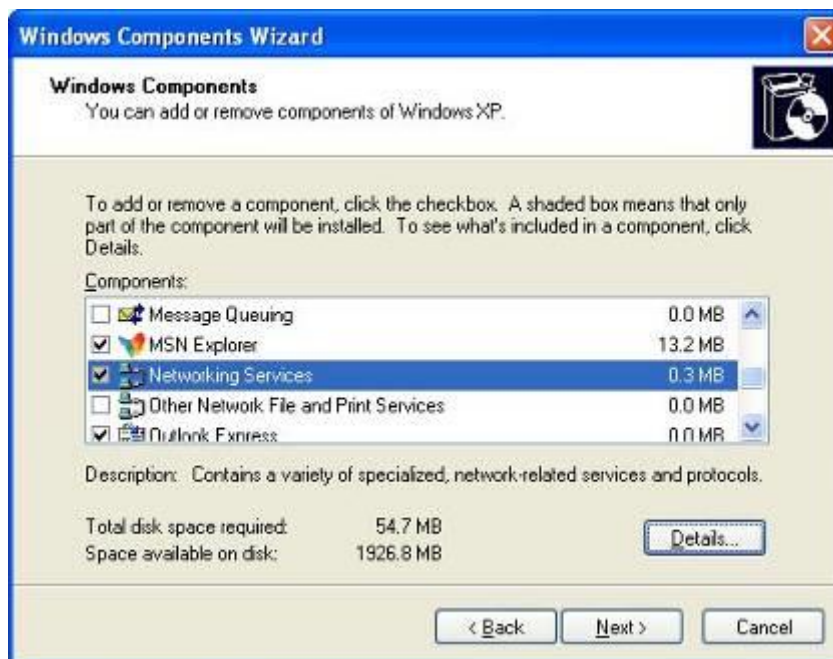 Windows Components Wizard
Windows Components
You can add or remove components of Windows XP.
To add or remove a component, click the checkbox. A shaded box means that only
part of the component will be installed. To see what's included in a component, click
Details.
Components:
Message Queuing 0.0 MB
MSN Explorer 13.2 MB
Networking Services 0.3 MB
Other Network File and Print Services 0.0 MB
Outlook Express 0.0 MB
Description: Contains a variety of specialized, network-related services and protocols.
Total disk space required: 54.7 MB
Space available on disk: 1926.8 MB
Details...
< Back Next > Cancel